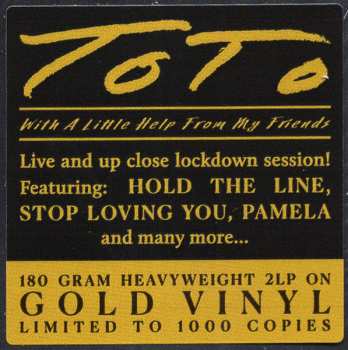 TOTO
With A Little Help From My Friends
Live and up close lockdown session!
Featuring: HOLD THE LINE,
STOP LOVING YOU, PAMELA
and many more...
180 GRAM HEAVYWEIGHT 2LP ON
GOLD VINYL
LIMITED TO 1000 COPIES